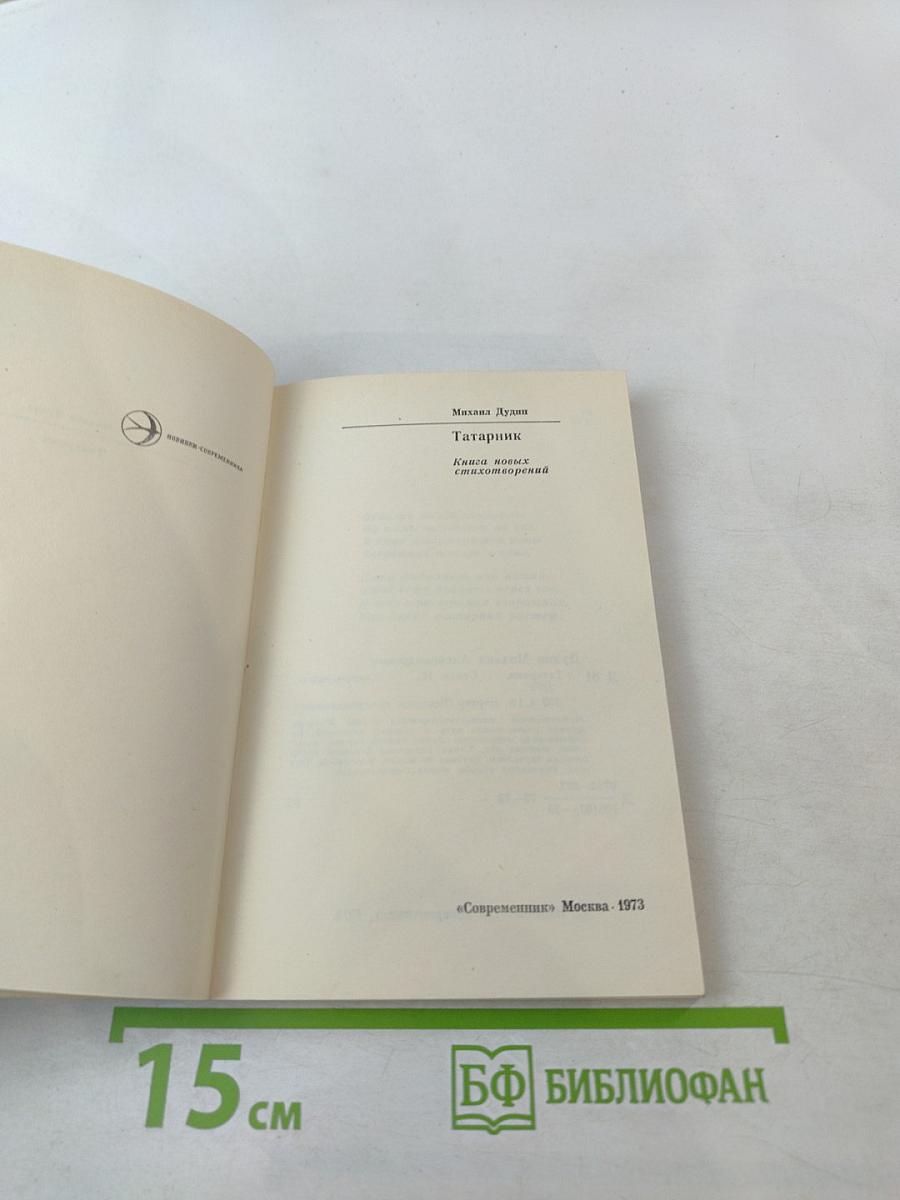 НОВИНКИ «СОВРЕМЕННИКА»
Михаил Дудин
Татарник
Книга новых
стихотворений
«Современник» Москва · 1973
15 см
БФ БИБЛИОФАН